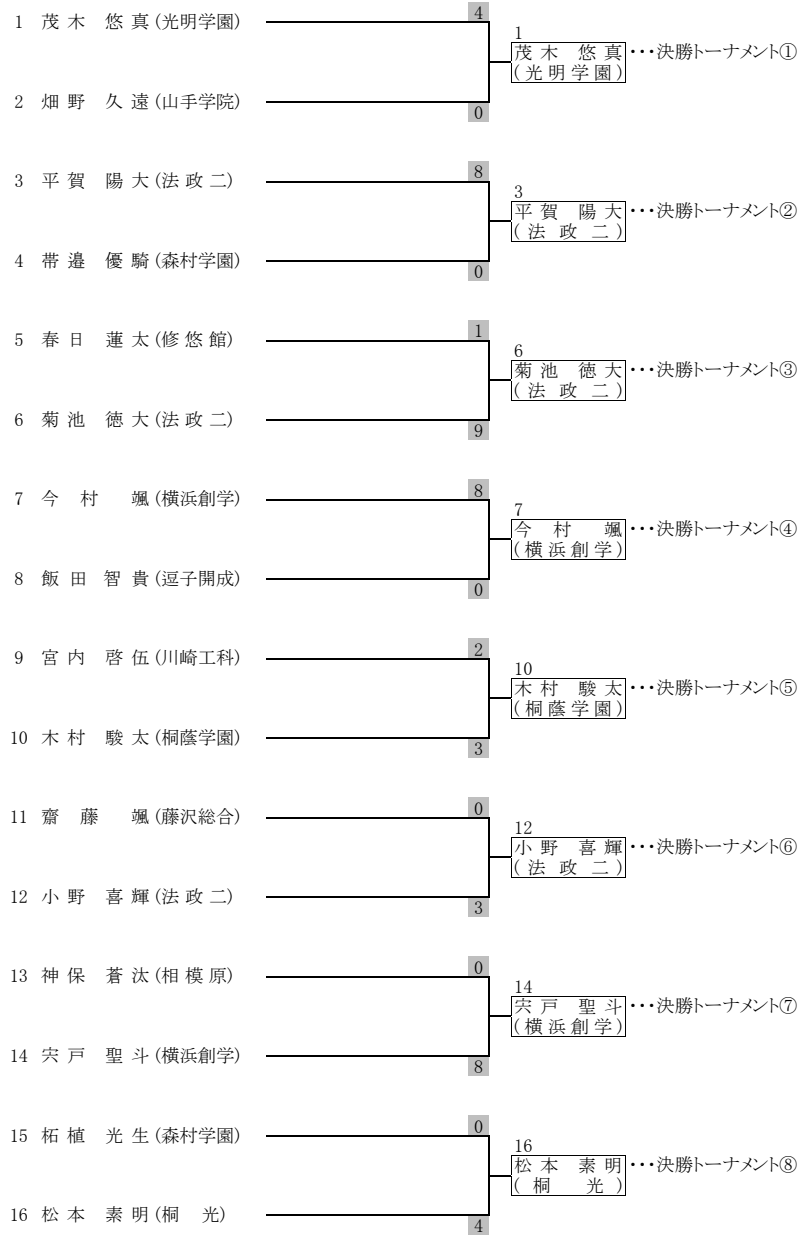 1 茂木 悠真(光明学園) 4
1
茂木 悠真 ・・・決勝トーナメント①
(光明学園)
2 畑野 久遠(山手学院) 0
3 平賀 陽大(法政二) 8
3
平賀 陽大 ・・・決勝トーナメント②
(法政二)
4 帯邉 優騎(森村学園) 0
5 春日 蓮太(修悠館) 1
6
菊池 徳大 ・・・決勝トーナメント③
(法政二)
6 菊池 徳大(法政二) 9
7 今村 颯(横浜創学) 8
7
今村 颯 ・・・決勝トーナメント④
(横浜創学)
8 飯田 智貴(逗子開成) 0
9 宮内 啓伍(川崎工科) 2
10
木村 駿太 ・・・決勝トーナメント⑤
(桐蔭学園)
10 木村 駿太(桐蔭学園) 3
11 齋藤 颯(藤沢総合) 0
12
小野 喜輝 ・・・決勝トーナメント⑥
(法政二)
12 小野 喜輝(法政二) 3
13 神保 蒼汰(相模原) 0
14
宍戸 聖斗 ・・・決勝トーナメント⑦
(横浜創学)
14 宍戸 聖斗(横浜創学) 8
15 柘植 光生(森村学園) 0
16
松本 素明 ・・・決勝トーナメント⑧
(桐 光)
16 松本 素明(桐 光) 4